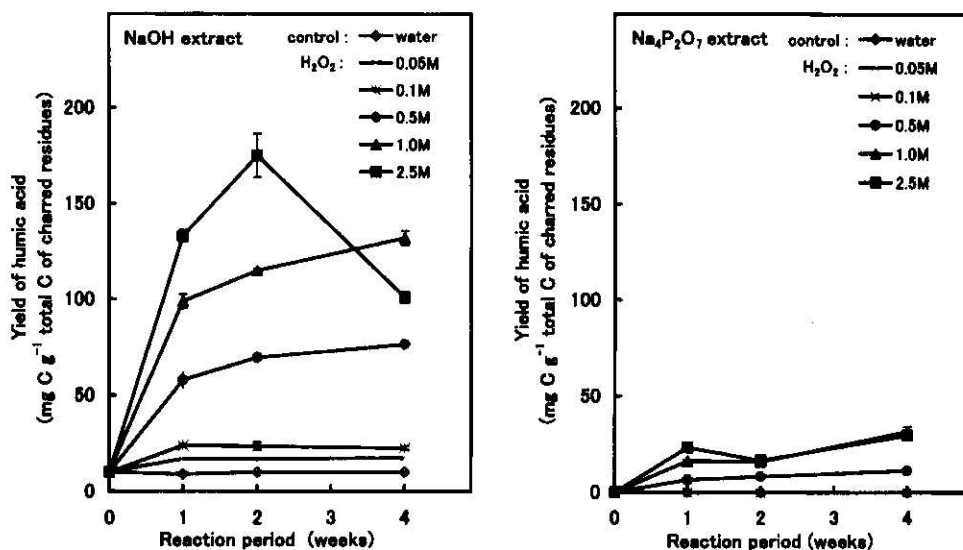 NaOH extract
control : water
H₂O₂ : 0.05M
0.1M
0.5M
1.0M
2.5M
200
150
100
50
0
0 1 2 4
Reaction period (weeks)
Yield of humic acid
(mg C g⁻¹ total C of charred residues)
Na₄P₂O₇ extract
control : water
H₂O₂ : 0.05M
0.1M
0.5M
1.0M
2.5M
200
150
100
50
0
0 1 2 4
Reaction period (weeks)
Yield of humic acid
(mg C g⁻¹ total C of charred residues)